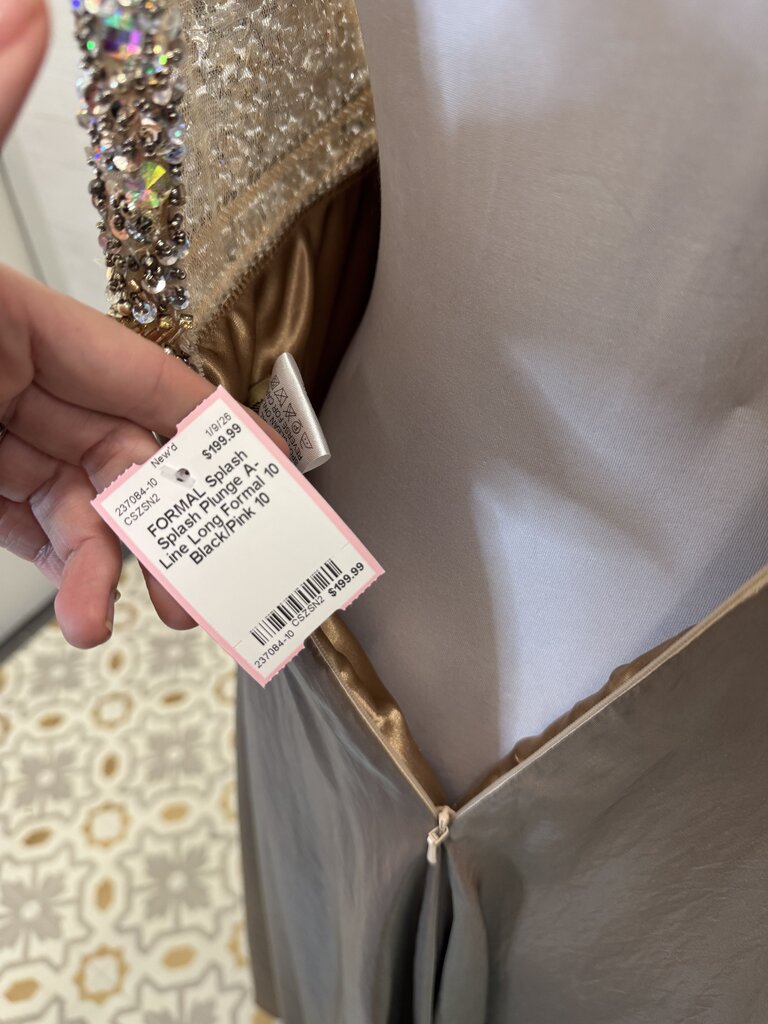 New'd 1/9/26
237084-10 $199.99
CSZSN2
FORMAL Splash
Splash Plunge A-
Line Long Formal 10
Black/Pink 10
237084-10 CSZSN2 $199.99